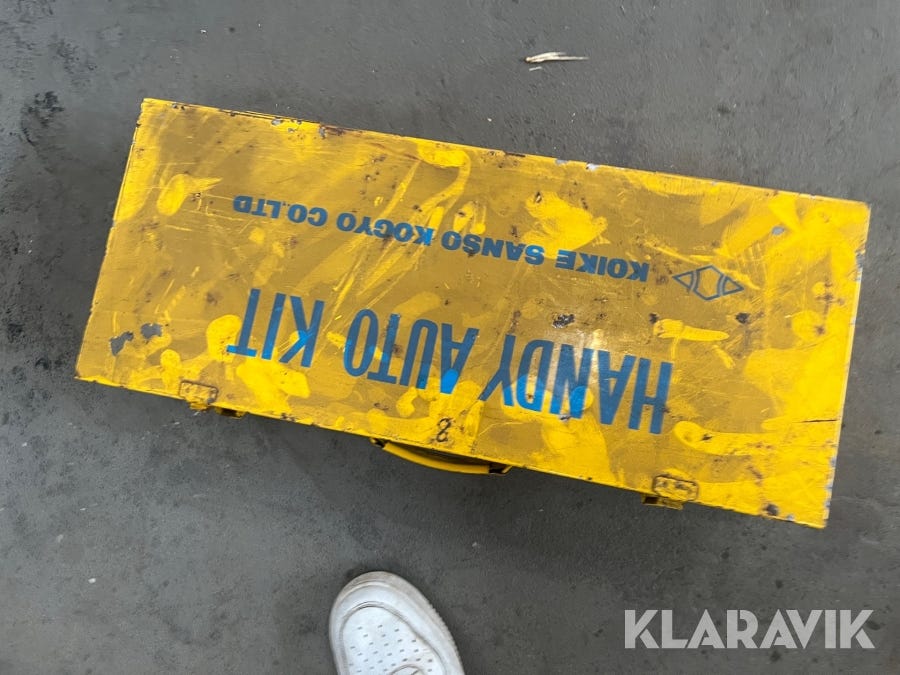 HANDY AUTO KIT
KOIKE SANSO KOGYO CO.LTD
8
KLARAVIK